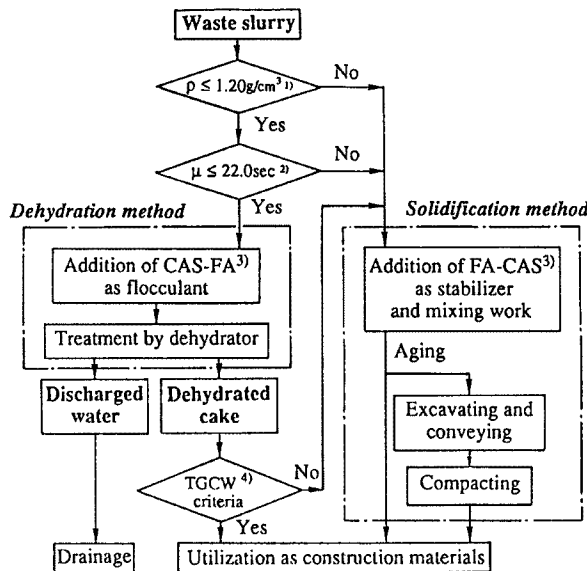 Waste slurry
ρ ≤ 1.20g/cm³ 1)
No
Yes
μ ≤ 22.0sec 2)
No
Yes
Dehydration method
Solidification method
Addition of CAS-FA3)
as flocculant
Treatment by dehydrator
Addition of FA-CAS3)
as stabilizer
and mixing work
Aging
Discharged
water
Dehydrated
cake
Excavating and
conveying
Compacting
TGCW 4)
criteria
No
Yes
Drainage
Utilization as construction materials